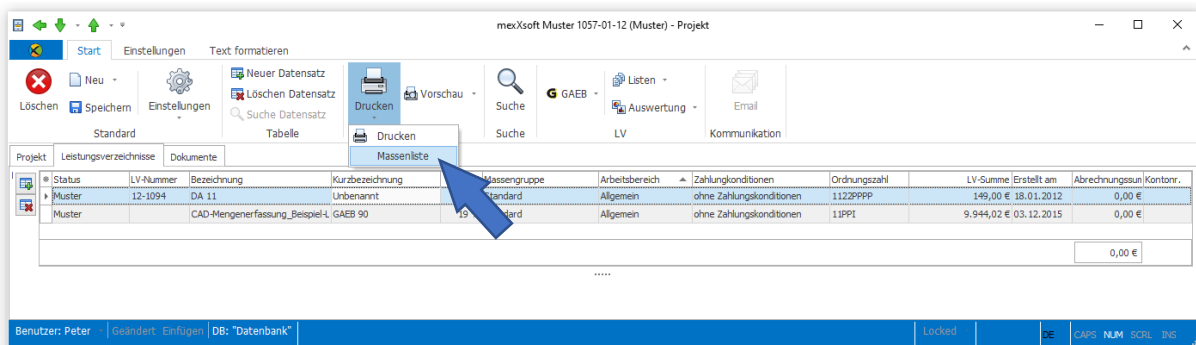 mexXsoft Muster 1057-01-12 (Muster) - Projekt
Start Einstellungen Text formatieren
Neu
Neuer Datensatz
Löschen Datensatz
Vorschau
GAEB
Listen
Löschen Speichern Einstellungen Suche Datensatz Drucken Suche Auswertung Email
Standard Tabelle Drucken Suche LV Kommunikation
Massenliste
Projekt Leistungsverzeichnisse Dokumente
Status LV-Nummer Bezeichnung Kurzbezeichnung Massengruppe Arbeitsbereich Zahlungkonditionen Ordnungszahl LV-Summe Erstellt am Abrechnungssun Kontonr.
Muster 12-1094 DA 11 Unbenannt Standard Allgemein ohne Zahlungskonditionen 1122PPPP 149,00 € 18.01.2012 0,00 €
Muster CAD-Mengenerfassung_Beispiel-L GAEB 90 19 Allgemein ohne Zahlungskonditionen 11PPI 9.944,02 € 03.12.2015 0,00 €
0,00 €
Benutzer: Peter Geändert Einfügen DB: "Datenbank" Locked DE CAPS NUM SCRL INS